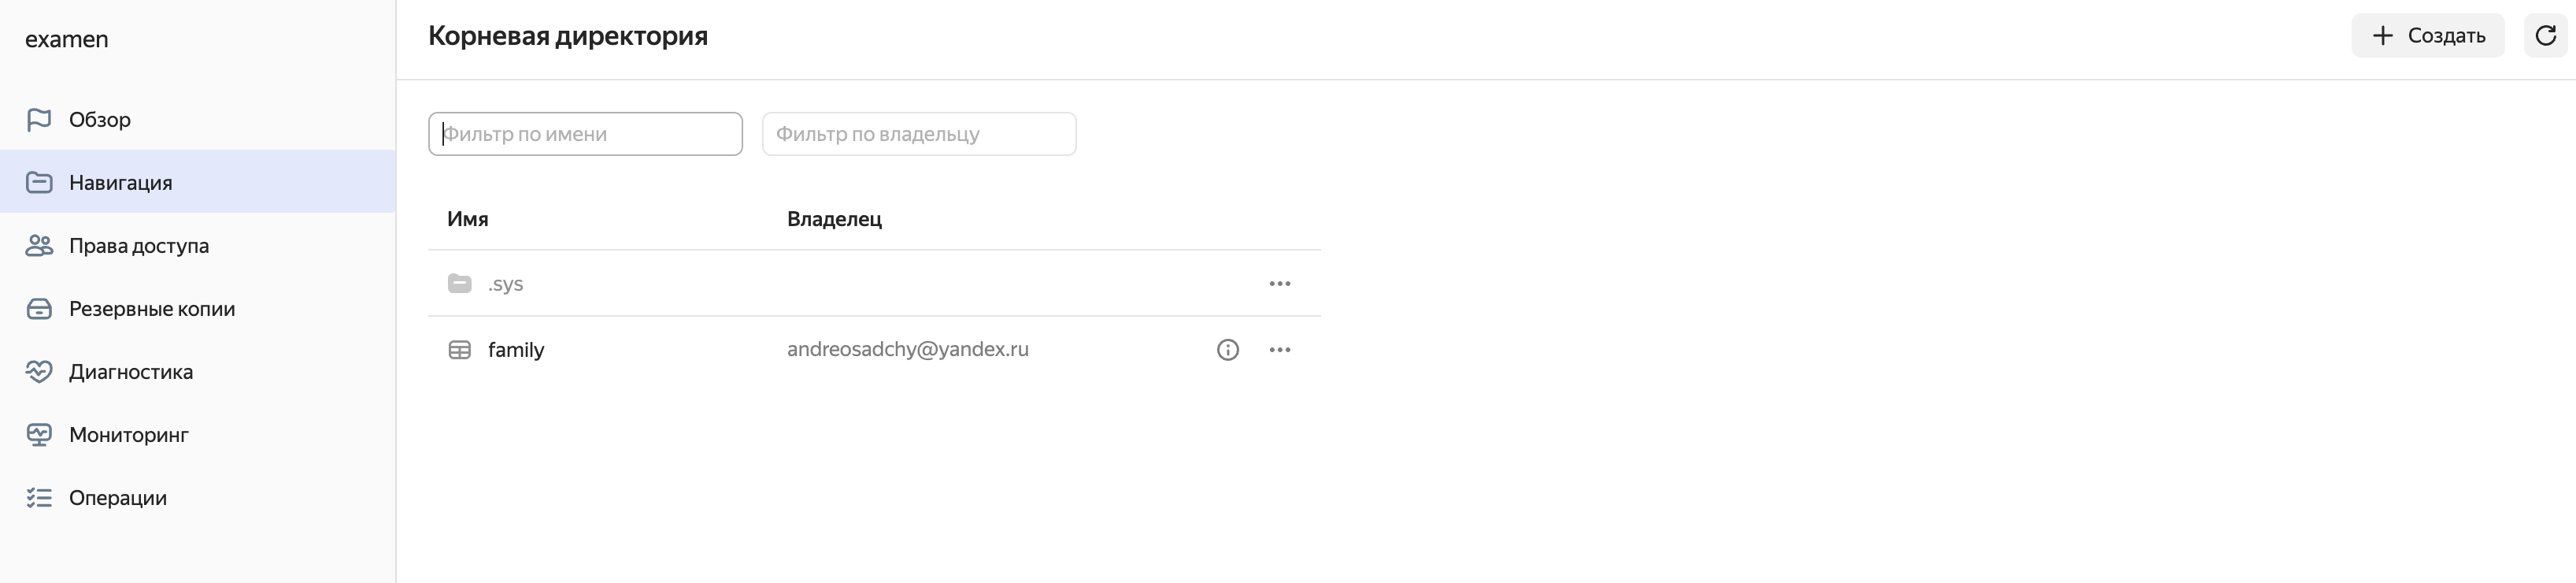 examen
Обзор
Навигация
Права доступа
Резервные копии
Диагностика
Мониторинг
Операции
Корневая директория
Создать
Фильтр по имени
Фильтр по владельцу
Имя Владелец
.sys
family andreosadchy@yandex.ru